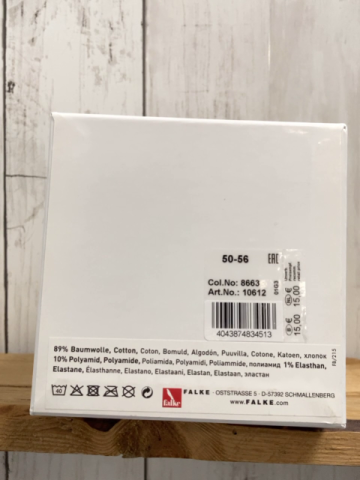 50-56
EAC
Col.No: 8663
Art.No.: 10612
0103
15,00
15,00
4043874834513
89% Baumwolle, Cotton, Coton, Bomuld, Algodón, Puuvilla, Cotone, Katoen, хлопок
10% Polyamid, Polyamide, Poliamida, Polyamidi, Poliammide, полиамид 1% Elasthan,
Elastane, Élasthanne, Elastano, Elastaani, Elastan, Elastaan, эластан
40
Falke
FALKE · OSTSTRASSE 5 · D-57392 SCHMALLENBERG
www.FALKE.com